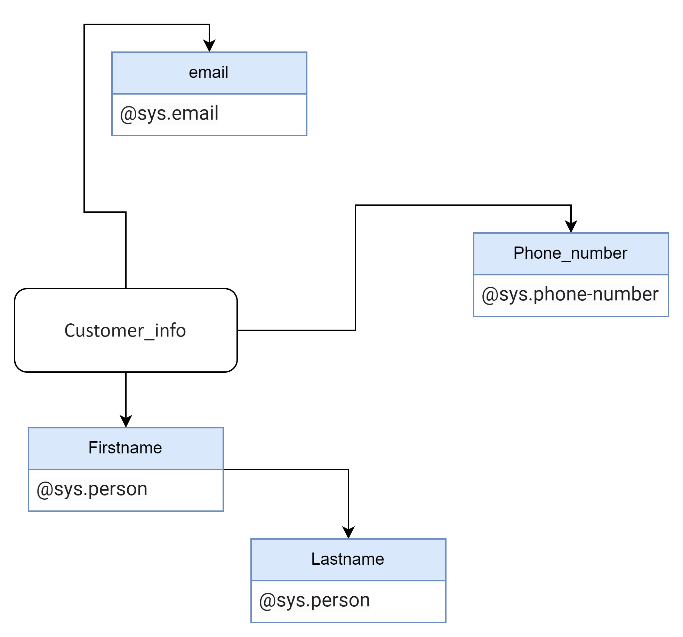 email
@sys.email
Phone_number
@sys.phone-number
Customer_info
Firstname
@sys.person
Lastname
@sys.person